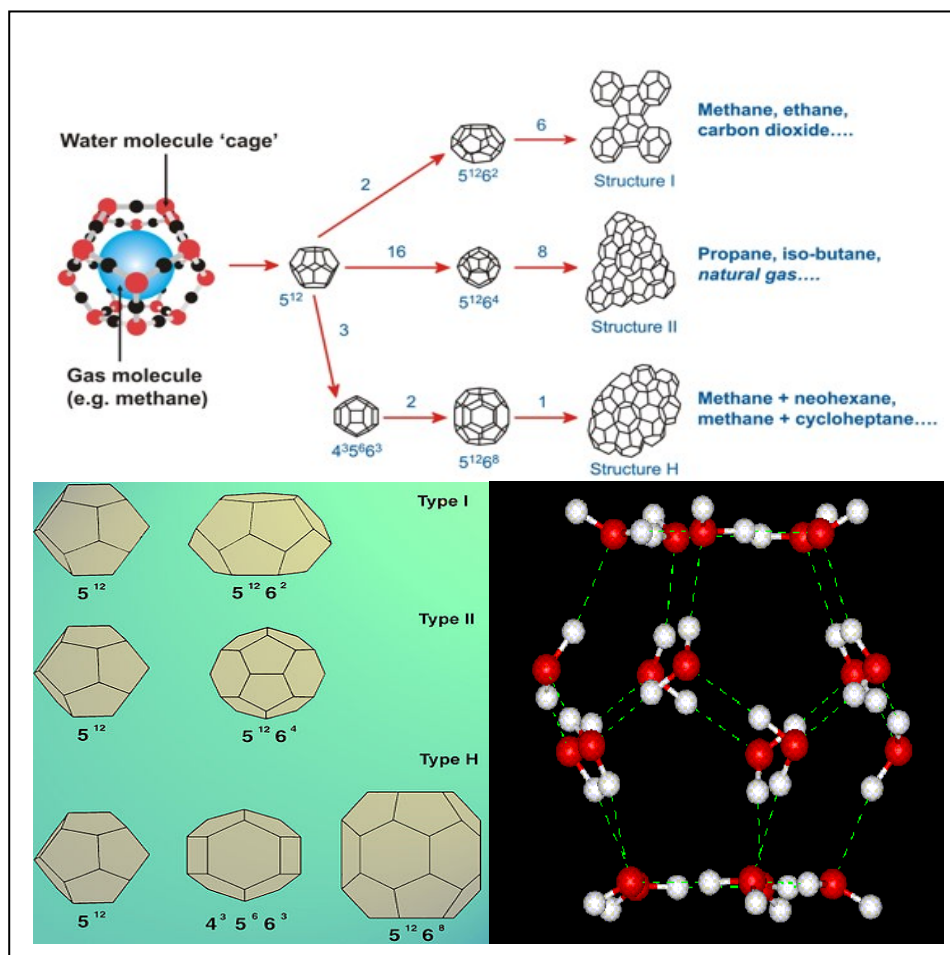 Water molecule 'cage'
Gas molecule
(e.g. methane)
5¹²
2
16
3
5¹²6²
6
Structure I
Methane, ethane,
carbon dioxide....
5¹²6⁴
8
Structure II
Propane, iso-butane,
natural gas....
4³5⁶6³
2
5¹²6⁸
1
Structure H
Methane + neohexane,
methane + cycloheptane....
Type I
5¹²
5¹²6²
Type II
5¹²
5¹²6⁴
Type H
5¹²
4³5⁶6³
5¹²6⁸